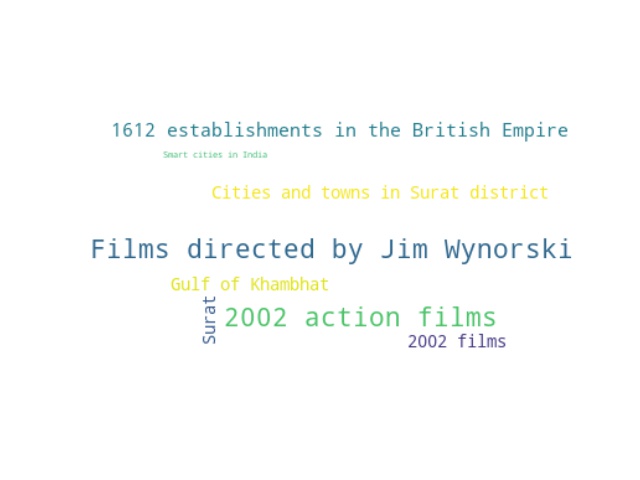 1612 establishments in the British Empire
Smart cities in India
Cities and towns in Surat district
Films directed by Jim Wynorski
Gulf of Khambhat
Surat
2002 action films
2002 films